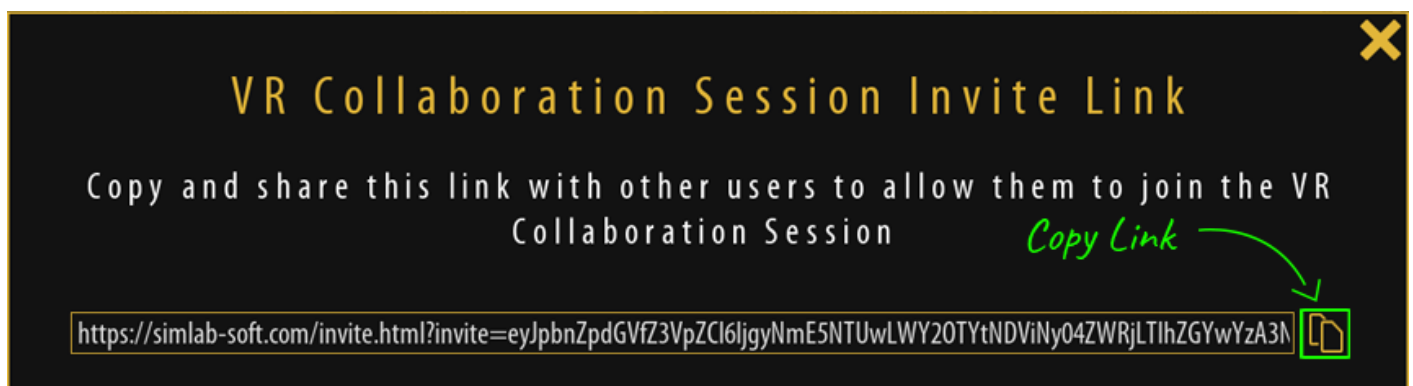 VR Collaboration Session Invite Link
Copy and share this link with other users to allow them to join the VR
Collaboration Session
Copy Link
https://simlab-soft.com/invite.html?invite=eyJpbnZpdGVfZ3VpZCI6IjgyNmE5NTUwLWY2OTYtNDViNy04ZWRjLTlhZGYwYzA3N